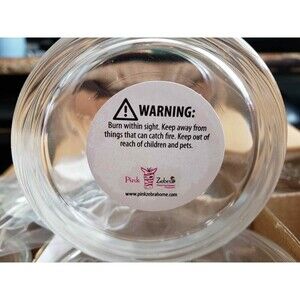 WARNING:
Burn within sight. Keep away from
things that can catch fire. Keep out of
reach of children and pets.
Pink Zebra
www.pinkzebrahome.com